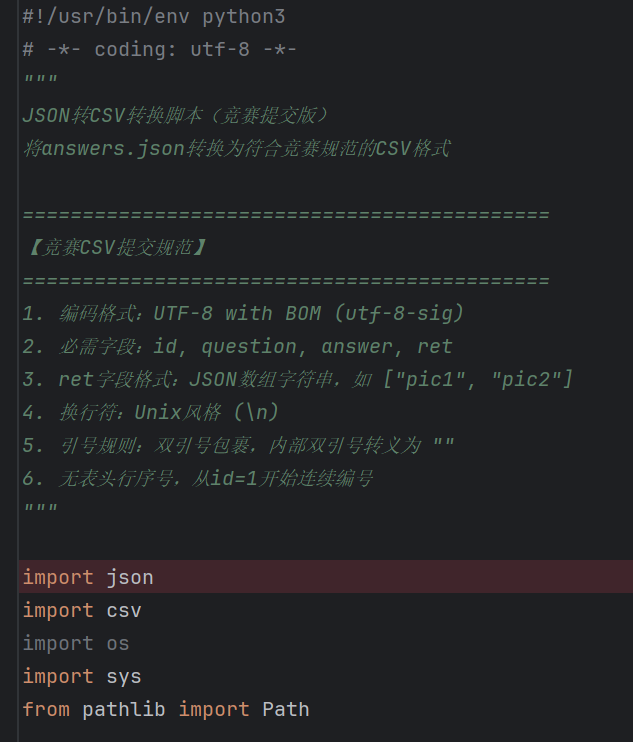 #!/usr/bin/env python3
# -*- coding: utf-8 -*-
"""
JSON转CSV转换脚本（竞赛提交版）
将answers.json转换为符合竞赛规范的CSV格式
============================================
【竞赛CSV提交规范】
============================================
1. 编码格式：UTF-8 with BOM (utf-8-sig)
2. 必需字段：id, question, answer, ret
3. ret字段格式：JSON数组字符串，如 ["pic1", "pic2"]
4. 换行符：Unix风格 (\n)
5. 引号规则：双引号包裹，内部双引号转义为 ""
6. 无表头行序号，从id=1开始连续编号
"""
import json
import csv
import os
import sys
from pathlib import Path